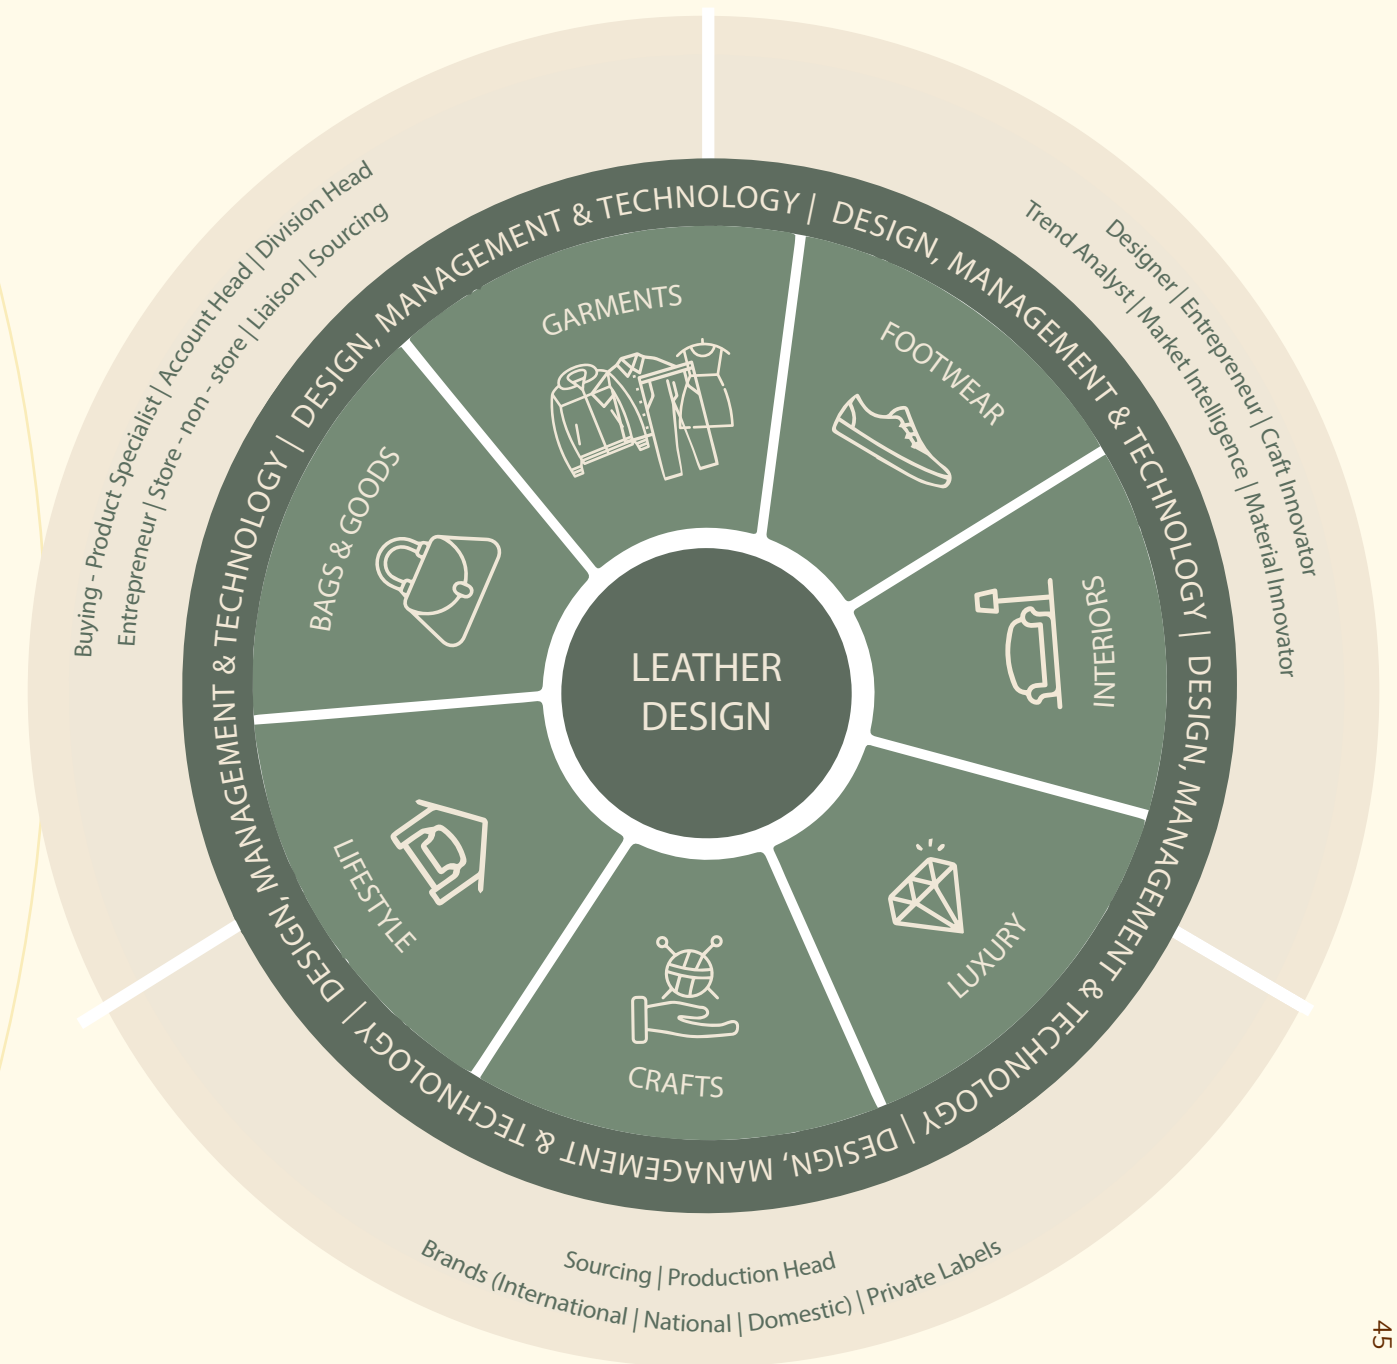 LEATHER
DESIGN
GARMENTS
FOOTWEAR
INTERIORS
LUXURY
CRAFTS
LIFESTYLE
BAGS & GOODS
DESIGN, MANAGEMENT & TECHNOLOGY |
DESIGN, MANAGEMENT & TECHNOLOGY |
DESIGN, MANAGEMENT & TECHNOLOGY |
DESIGN, MANAGEMENT & TECHNOLOGY |
DESIGN, MANAGEMENT & TECHNOLOGY |
Buying - Product Specialist | Account Head | Division Head
Entrepreneur | Store - non - store | Liaison | Sourcing
Designer | Entrepreneur | Craft Innovator
Trend Analyst | Market Intelligence | Material Innovator
Sourcing | Production Head
Brands (International | National | Domestic) | Private Labels
45